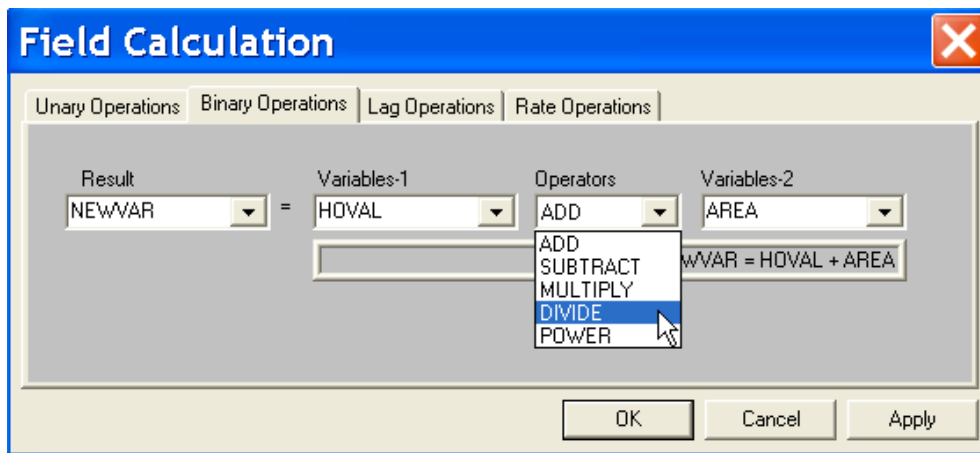 Field Calculation
Unary Operations Binary Operations Lag Operations Rate Operations
Result Variables-1 Operators Variables-2
NEWVAR = HOVAL ADD AREA
ADD
WVAR = HOVAL + AREA
SUBTRACT
MULTIPLY
DIVIDE
POWER
OK Cancel Apply